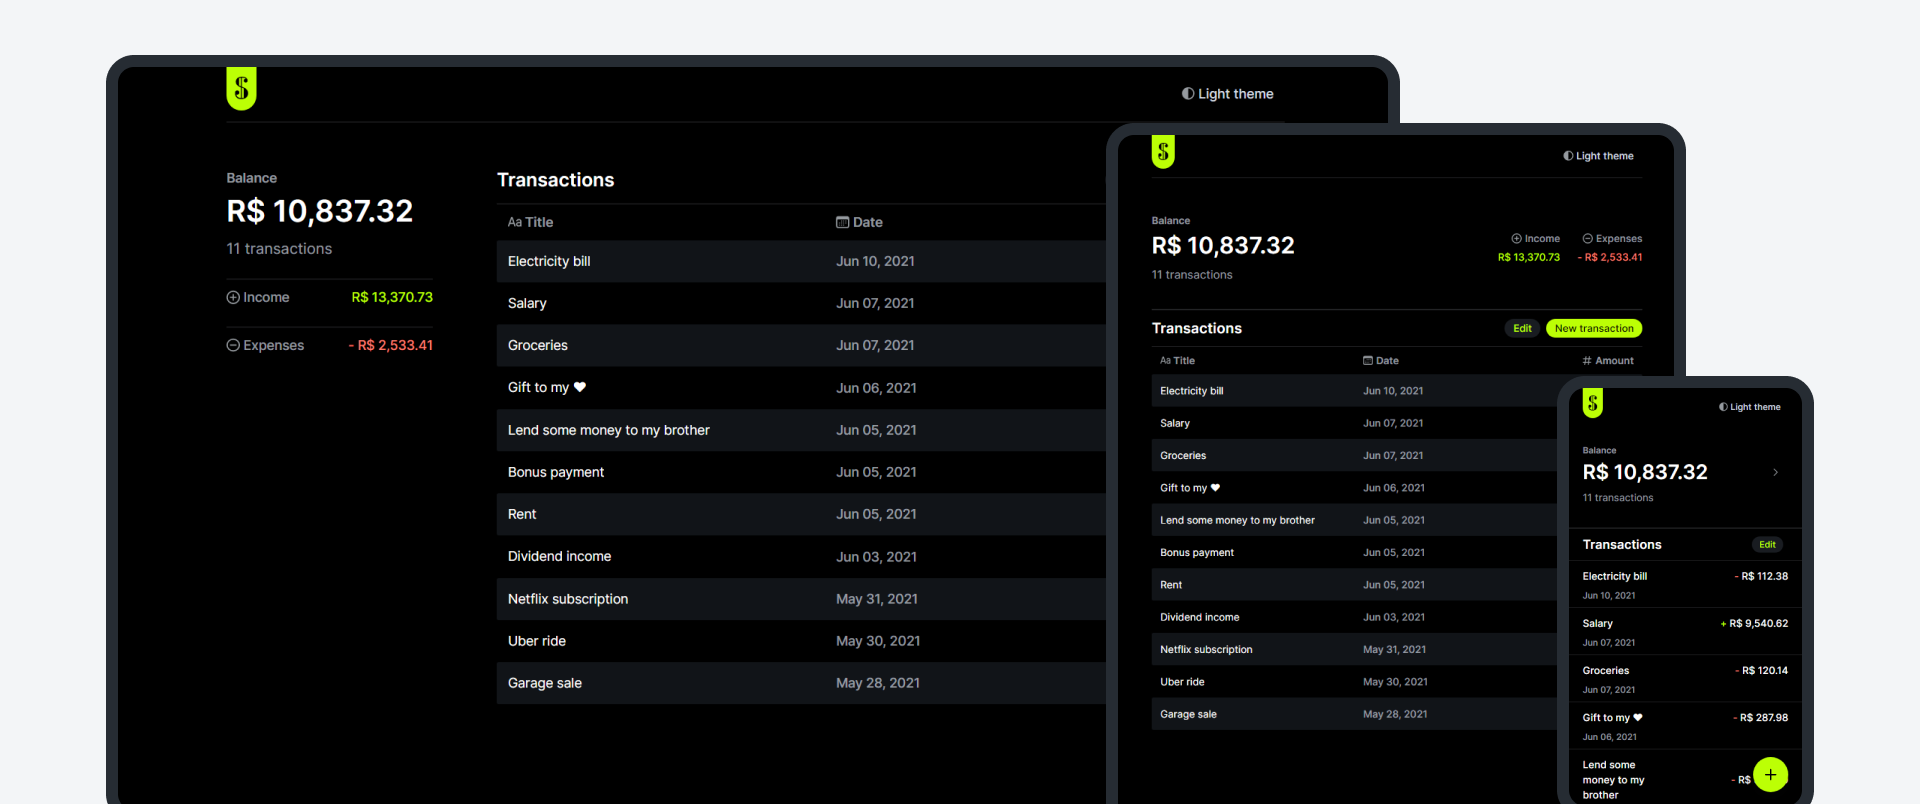 $
Light theme
Balance
R$ 10,837.32
11 transactions
Income R$ 13,370.73
Expenses - R$ 2,533.41
Transactions
Aa Title Date
Electricity bill Jun 10, 2021
Salary Jun 07, 2021
Groceries Jun 07, 2021
Gift to my ♥ Jun 06, 2021
Lend some money to my brother Jun 05, 2021
Bonus payment Jun 05, 2021
Rent Jun 05, 2021
Dividend income Jun 03, 2021
Netflix subscription May 31, 2021
Uber ride May 30, 2021
Garage sale May 28, 2021
$
Light theme
Balance
R$ 10,837.32
11 transactions
Income Expenses
R$ 13,370.73 - R$ 2,533.41
Transactions Edit New transaction
Aa Title Date # Amount
Electricity bill Jun 10, 2021
Salary Jun 07, 2021
Groceries Jun 07, 2021
Gift to my ♥ Jun 06, 2021
Lend some money to my brother Jun 05, 2021
Bonus payment Jun 05, 2021
Rent Jun 05, 2021
Dividend income Jun 03, 2021
Netflix subscription May 31, 2021
Uber ride May 30, 2021
Garage sale May 28, 2021
$
Light theme
Balance
R$ 10,837.32
11 transactions
Transactions Edit
Electricity bill - R$ 112.38
Jun 10, 2021
Salary + R$ 9,540.62
Jun 07, 2021
Groceries - R$ 120.14
Jun 07, 2021
Gift to my ♥ - R$ 287.98
Jun 06, 2021
Lend some
money to my - R$
brother
+